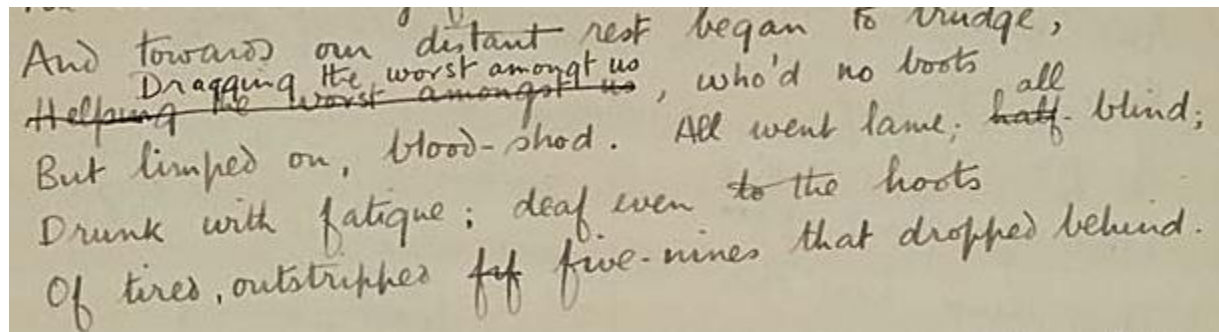 And towards our distant rest began to trudge,
Dragging the worst amongt us
Helping the worst amongst us, who'd no boots
all
But limped on, blood-shod. All went lame; half-blind;
Drunk with fatigue; deaf even to the hoots
Of tired, outstripped fif five-nines that dropped behind.